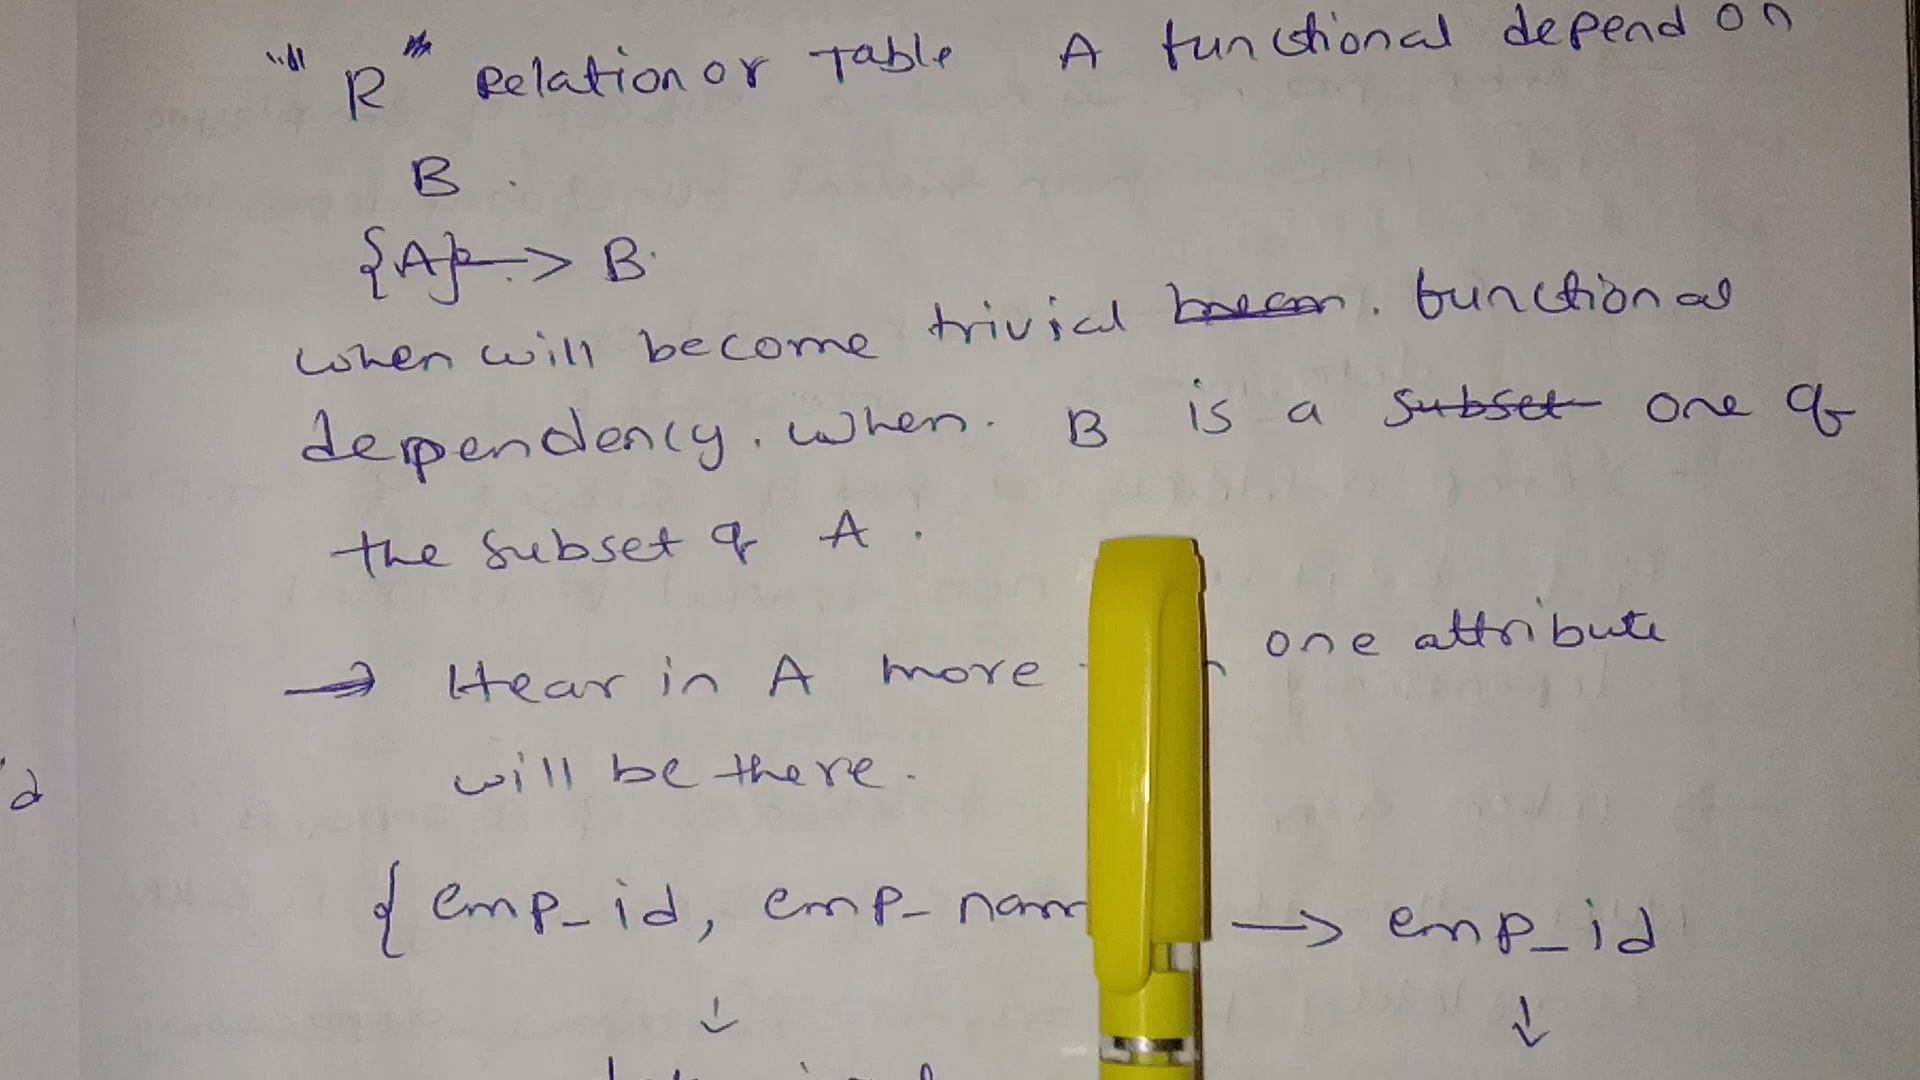 "R" Relation or Table A functional depend on
B.
{A} -> B.
when will become trivial functional
dependency. when. B is a subset one of
the subset of A.
→ Hear in A more one attribute
will be there.
{ emp_id, emp_nam → emp_id
↓ ↓
d